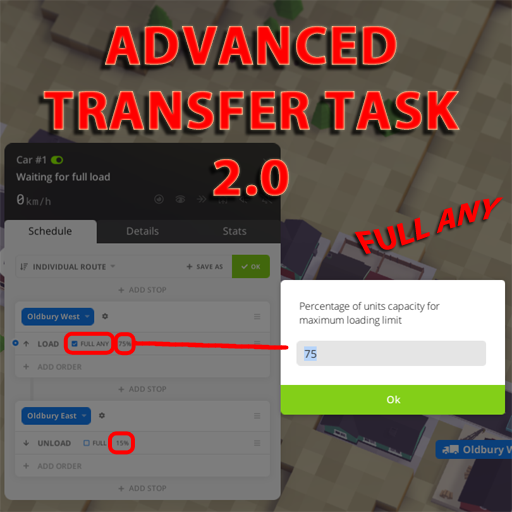 ADVANCED
TRANSFER TASK
2.0
Car #1
Waiting for full load
0km/h
FULL ANY
Schedule
Details
Stats
INDIVIDUAL ROUTE
+ SAVE AS
OK
+ ADD STOP
Percentage of units capacity for
maximum loading limit
Oldbury West
LOAD
FULL ANY
75%
75
+ ADD ORDER
+ ADD STOP
Ok
Oldbury East
UNLOAD
FULL
15%
Oldbury W
+ ADD ORDER
+ ADD STOP